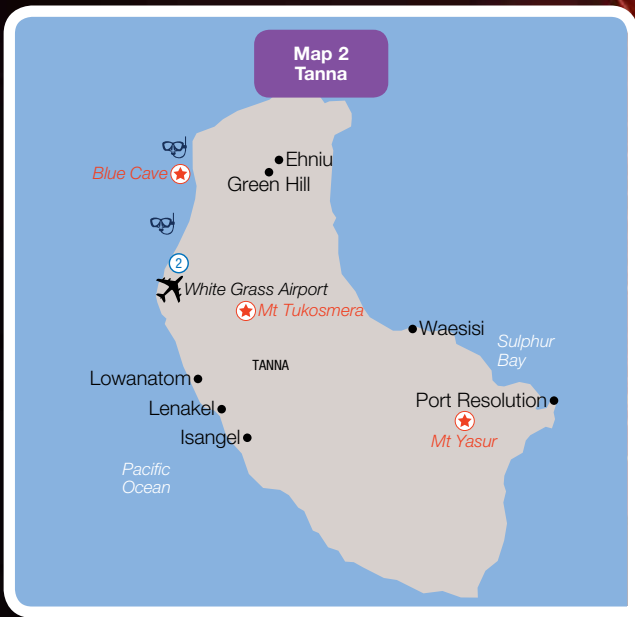 Map 2
Tanna
Ehniu
Blue Cave
Green Hill
2
White Grass Airport
Mt Tukosmera
Waesisi
Sulphur
Bay
TANNA
Lowanatom
Port Resolution
Lenakel
Mt Yasur
Isangel
Pacific
Ocean